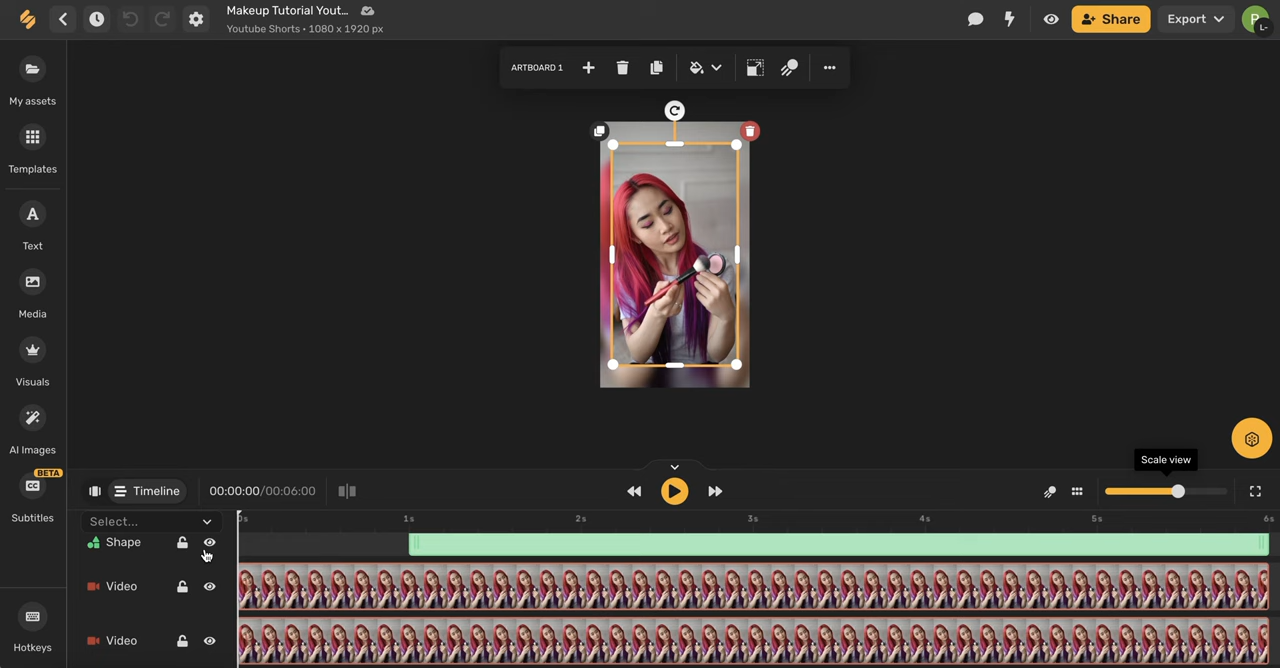 Makeup Tutorial Yout...
Youtube Shorts • 1080 x 1920 px
Share
Export
P
L-
My assets
Templates
A
Text
Media
Visuals
AI Images
BETA
CC
Subtitles
Hotkeys
ARTBOARD 1
Scale view
Timeline
00:00:00/00:06:00
Select...
0s
1s
2s
3s
4s
5s
6s
Shape
Video
Video